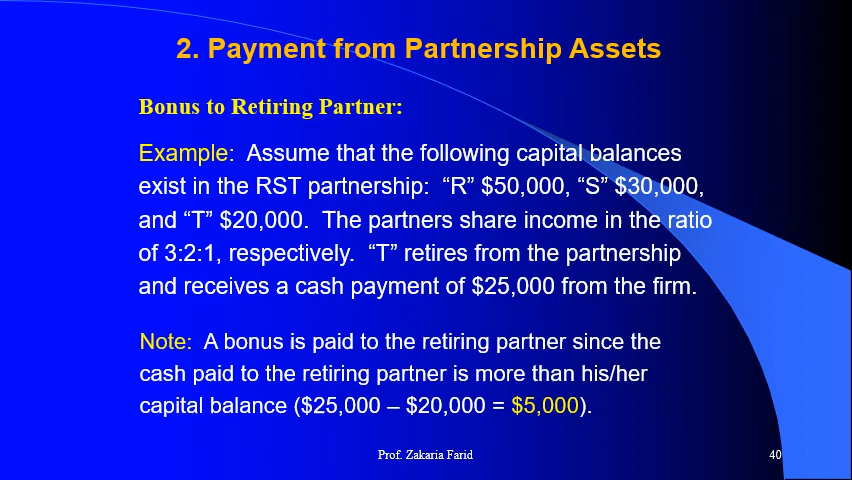 2. Payment from Partnership Assets
Bonus to Retiring Partner:
Example:  Assume that the following capital balances
exist in the RST partnership:  “R” $50,000, “S” $30,000,
and “T” $20,000.  The partners share income in the ratio
of 3:2:1, respectively.  “T” retires from the partnership
and receives a cash payment of $25,000 from the firm.
Note:  A bonus is paid to the retiring partner since the
cash paid to the retiring partner is more than his/her
capital balance ($25,000 – $20,000 = $5,000).
Prof. Zakaria Farid
40